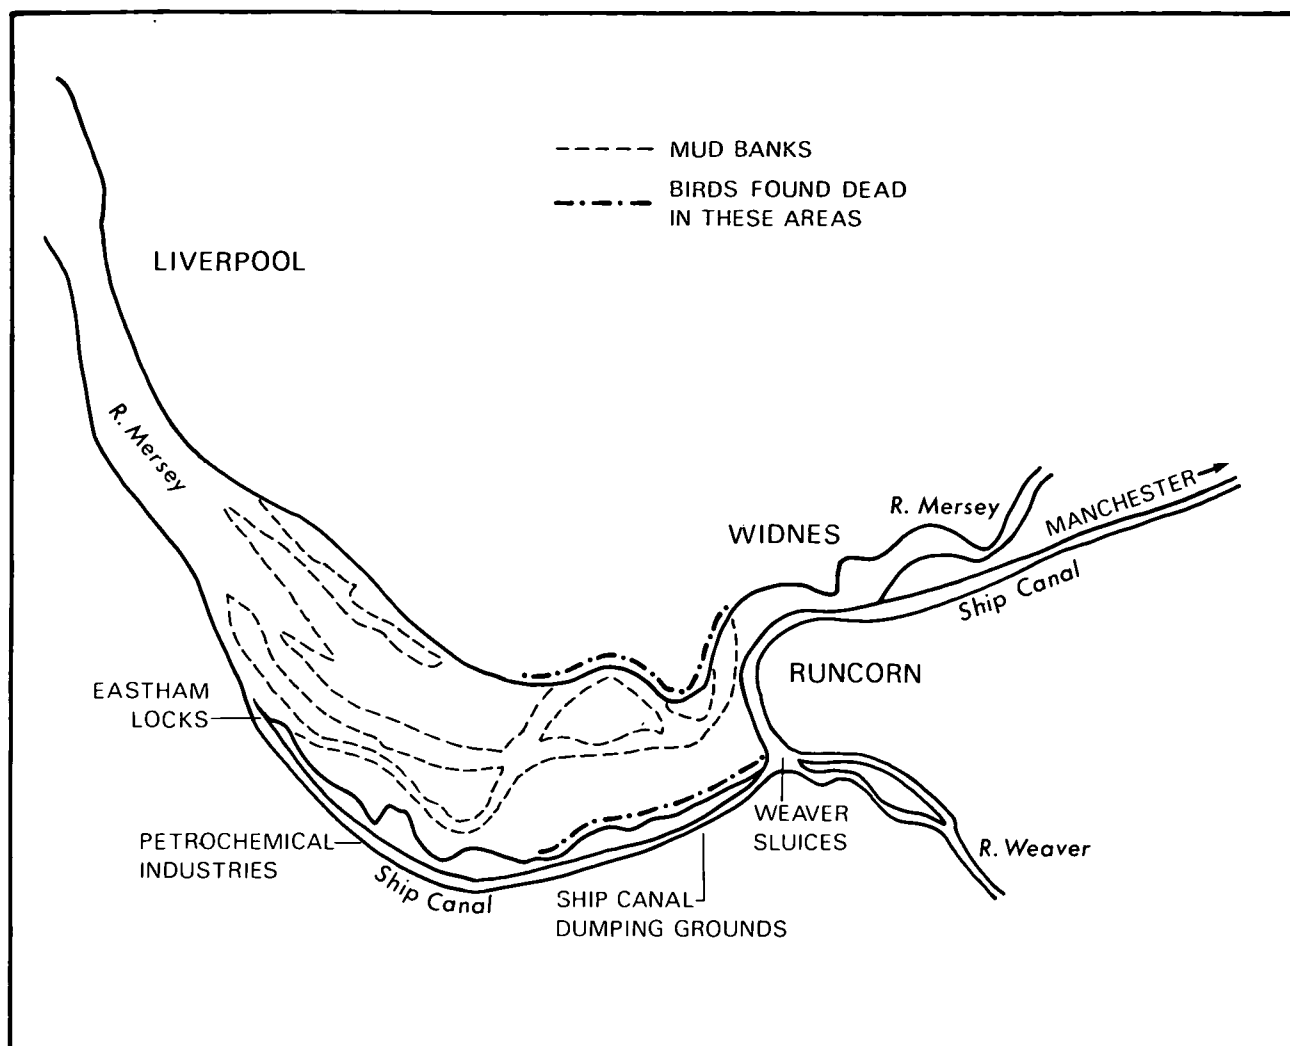 MUD BANKS
BIRDS FOUND DEAD
IN THESE AREAS
LIVERPOOL
R. Mersey
R. Mersey
MANCHESTER
WIDNES
Ship Canal
RUNCORN
EASTHAM
LOCKS
WEAVER
SLUICES
PETROCHEMICAL
INDUSTRIES
R. Weaver
Ship Canal
SHIP CANAL
DUMPING GROUNDS